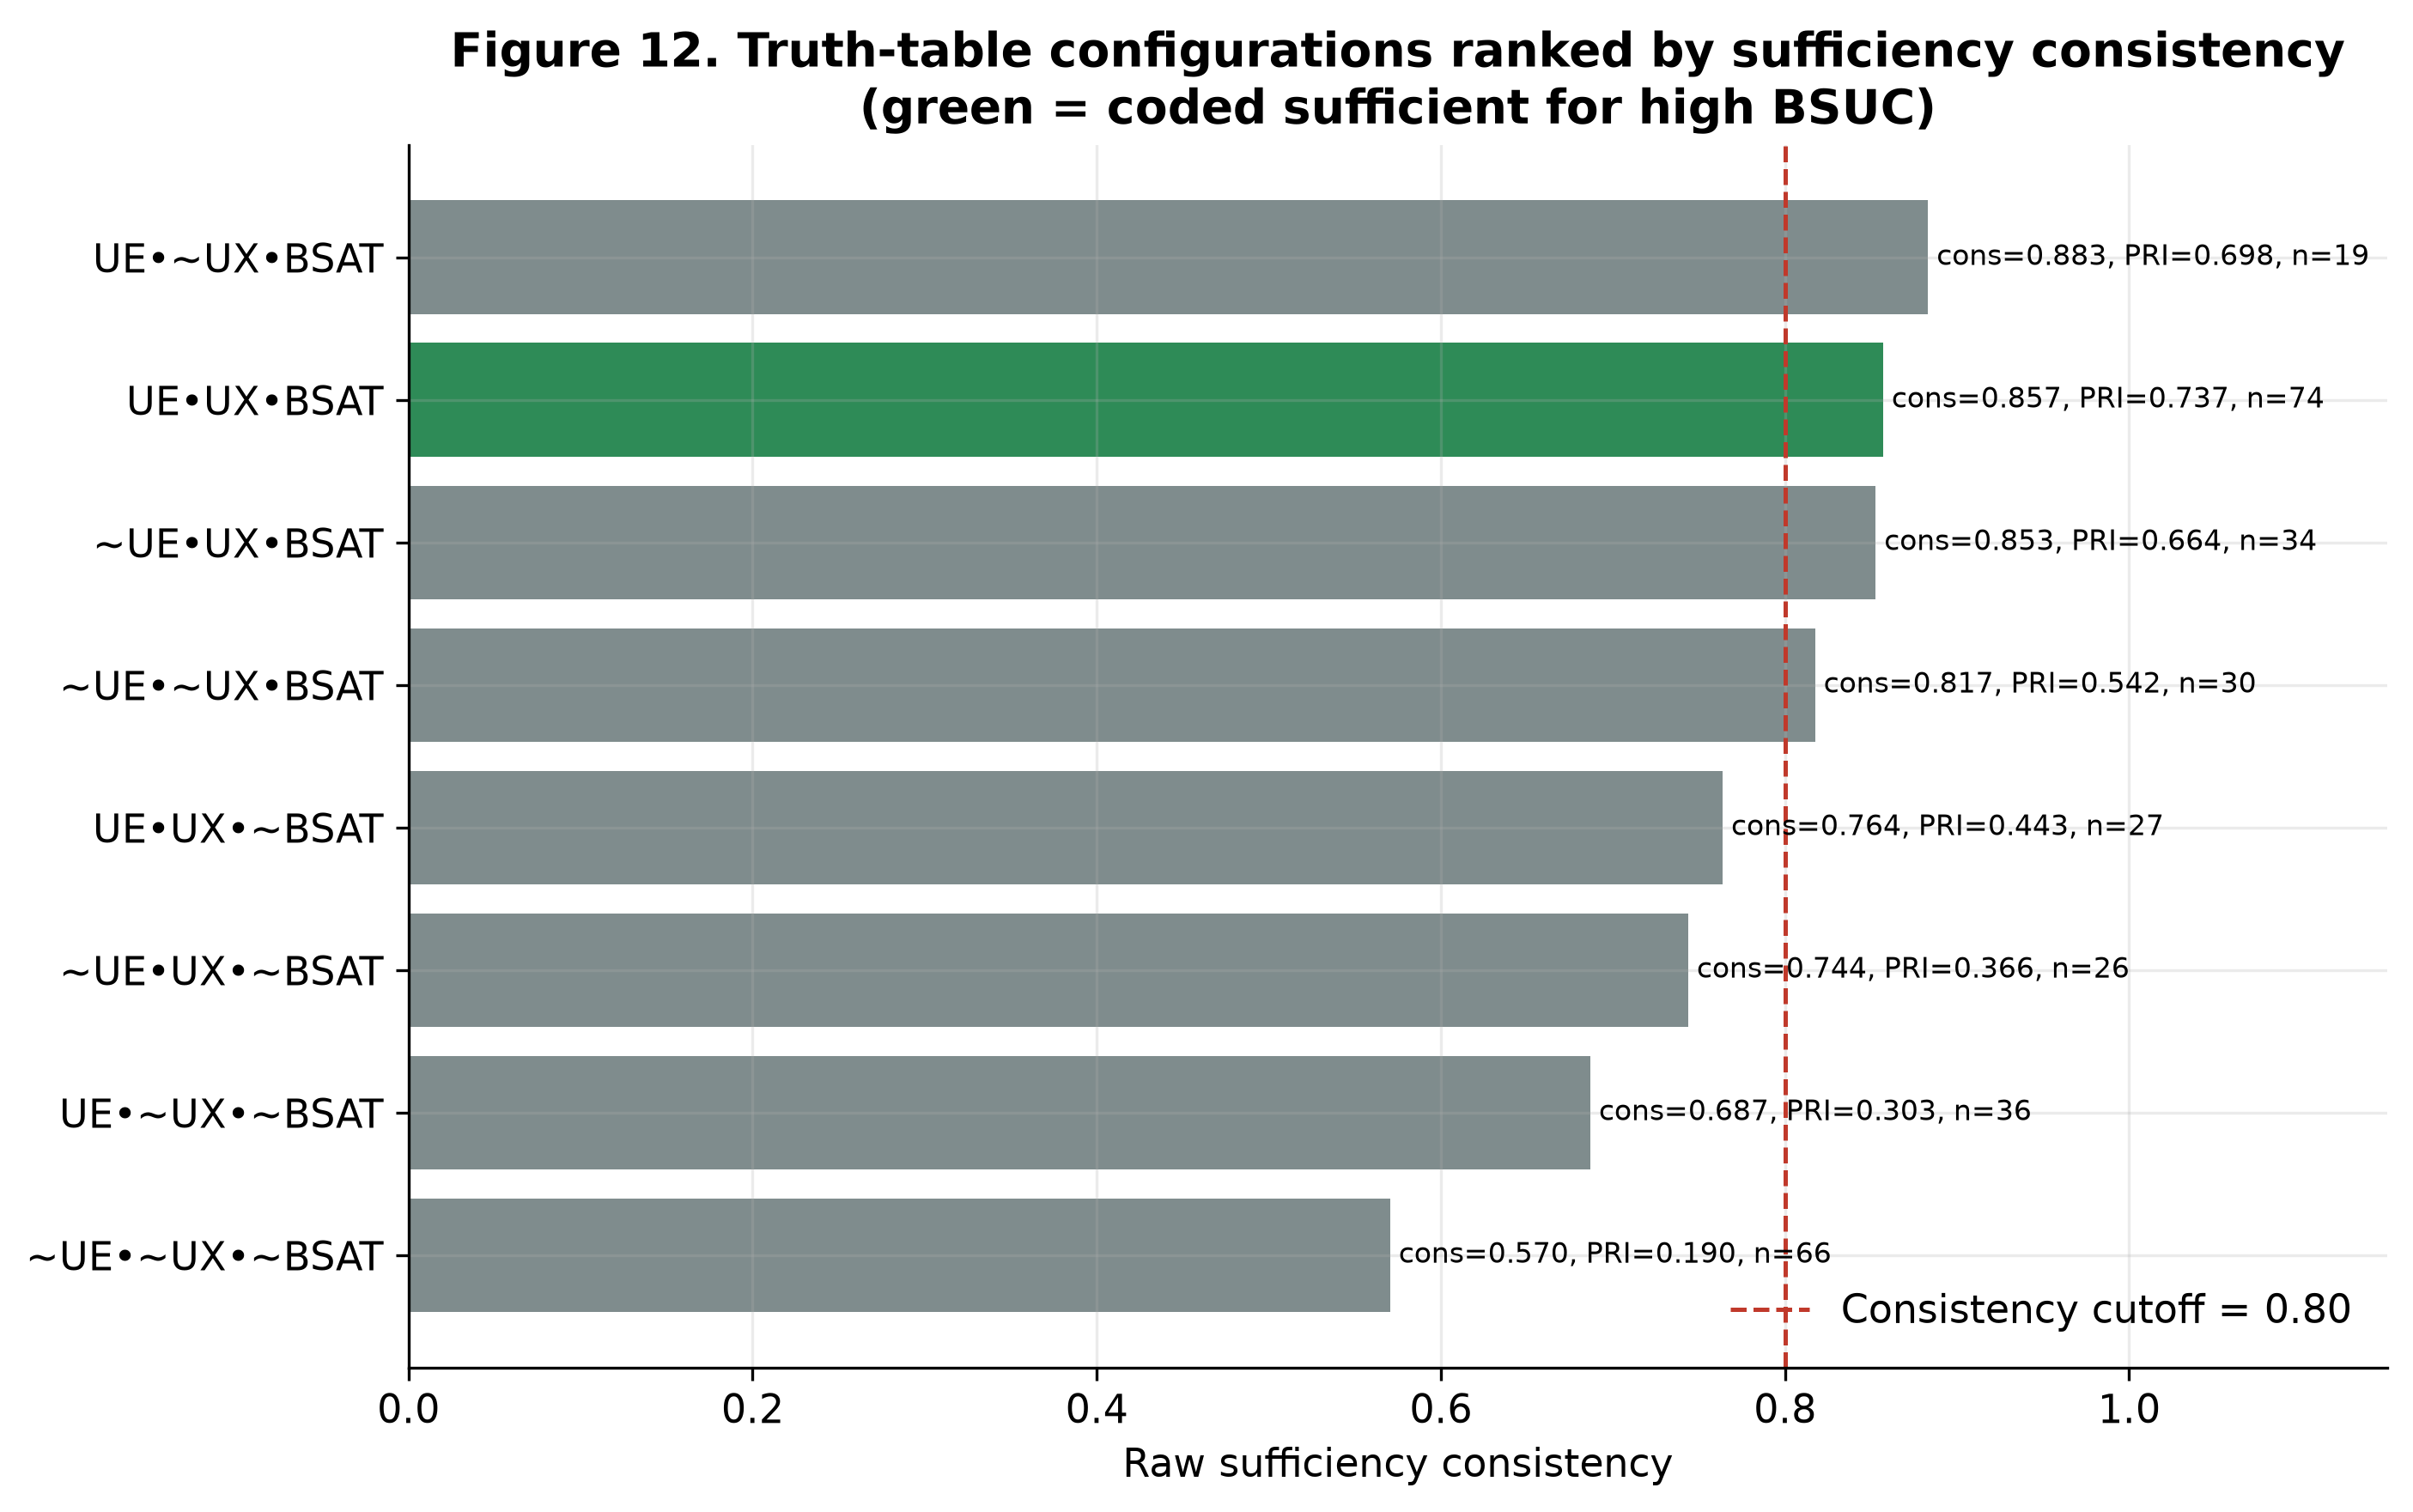 Figure 12. Truth-table configurations ranked by sufficiency consistency
(green = coded sufficient for high BSUC)
UE•~UX•BSAT
cons=0.883, PRI=0.698, n=19
UE•UX•BSAT
cons=0.857, PRI=0.737, n=74
~UE•UX•BSAT
cons=0.853, PRI=0.664, n=34
~UE•~UX•BSAT
cons=0.817, PRI=0.542, n=30
UE•UX•~BSAT
cons=0.764, PRI=0.443, n=27
~UE•UX•~BSAT
cons=0.744, PRI=0.366, n=26
UE•~UX•~BSAT
cons=0.687, PRI=0.303, n=36
~UE•~UX•~BSAT
cons=0.570, PRI=0.190, n=66
Consistency cutoff = 0.80
0.0 0.2 0.4 0.6 0.8 1.0
Raw sufficiency consistency